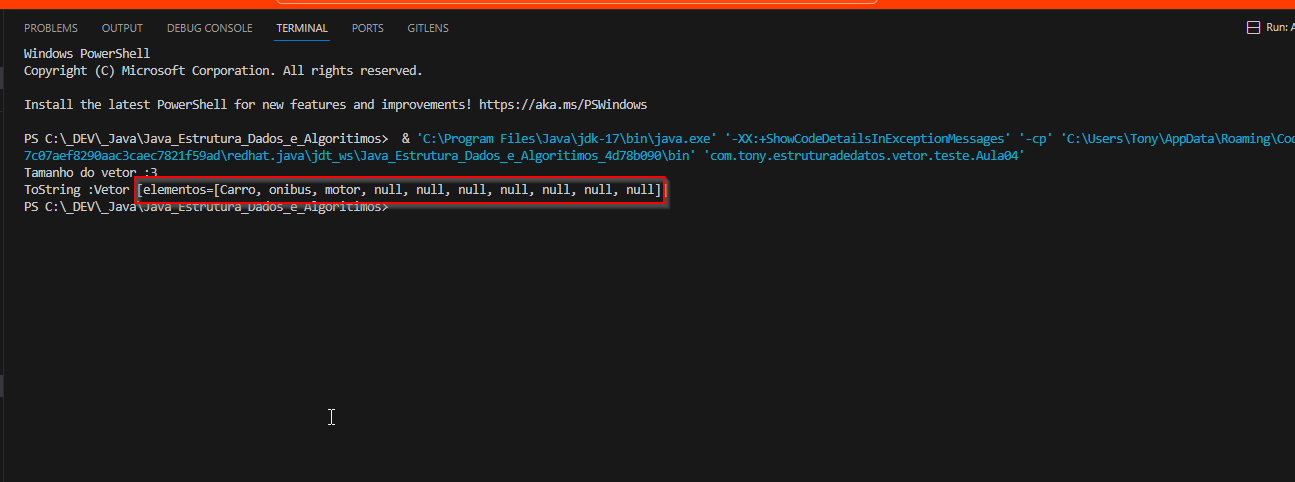 PROBLEMS OUTPUT DEBUG CONSOLE TERMINAL PORTS GITLENS Run:
Windows PowerShell
Copyright (C) Microsoft Corporation. All rights reserved.
Install the latest PowerShell for new features and improvements! https://aka.ms/PSWindows
PS C:\_DEV\_Java\Java_Estrutura_Dados_e_Algoritimos> & 'C:\Program Files\Java\jdk-17\bin\java.exe' '-XX:+ShowCodeDetailsInExceptionMessages' '-cp' 'C:\Users\Tony\AppData\Roaming\Cod
7c07aef8290aac3caec7821f59ad\redhat.java\jdt_ws\Java_Estrutura_Dados_e_Algoritimos_4d78b090\bin' 'com.tony.estruturadedatos.vetor.teste.Aula04'
Tamanho do vetor :3
ToString :Vetor [elementos=[Carro, onibus, motor, null, null, null, null, null, null, null]]
PS C:\_DEV\_Java\Java_Estrutura_Dados_e_Algoritimos>